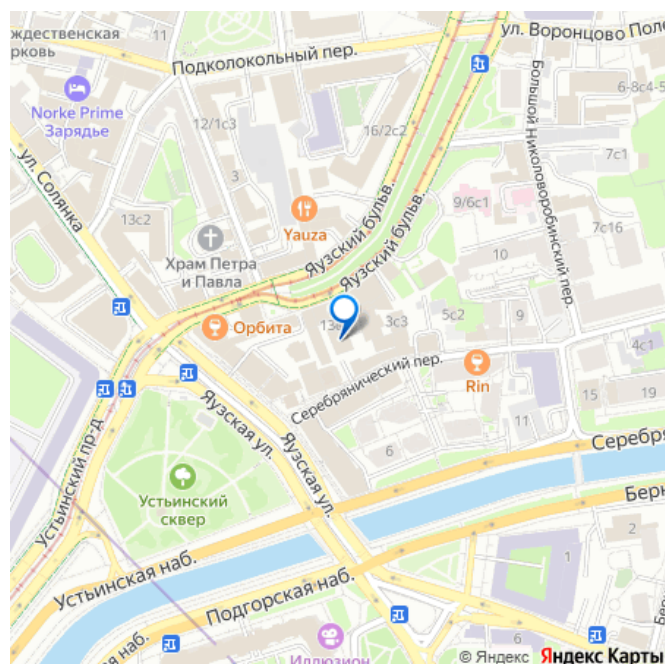 ждественская
рковь
11
Подколокольный пер.
ул. Воронцово Поле
6-8с4-5
Norke Prime
Зарядье
12/1с3
16/2с2
Большой Николоворобинский пер.
7с1
ул. Солянка
3
9/6с1
13с2
Yauza
Яузский бульв.
7с16
Храм Петра
и Павла
Яузский бульв.
10
Орбита
3с3
5с2
9
4с1
Серебрянический пер.
Rin
Яузская ул.
Яузская ул.
15
19
11
6
Серебря
Устьинский пр-д
Устьинский
сквер
Берн
2
1
Устьинская наб.
Подгорская наб.
ая наб.
Иллюзион
6
Бер
© Яндекс Яндекс Карты